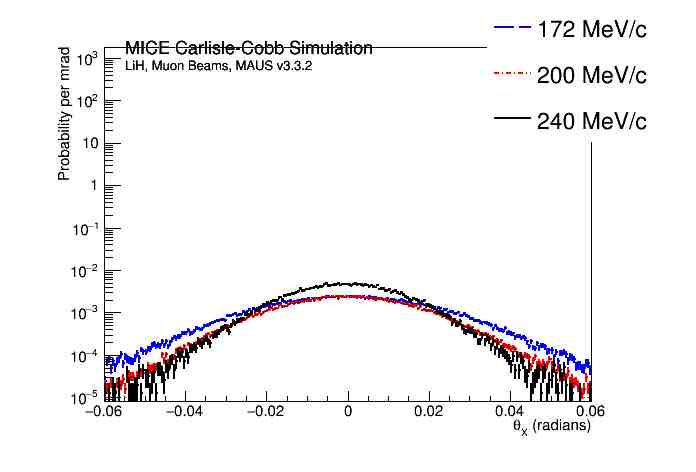 MICE Carlisle-Cobb Simulation
LiH, Muon Beams, MAUS v3.3.2
172 MeV/c
200 MeV/c
240 MeV/c
Probability per mrad
10³
10²
10
1
10⁻¹
10⁻²
10⁻³
10⁻⁴
10⁻⁵
−0.06 −0.04 −0.02 0 0.02 0.04 0.06
θₓ (radians)